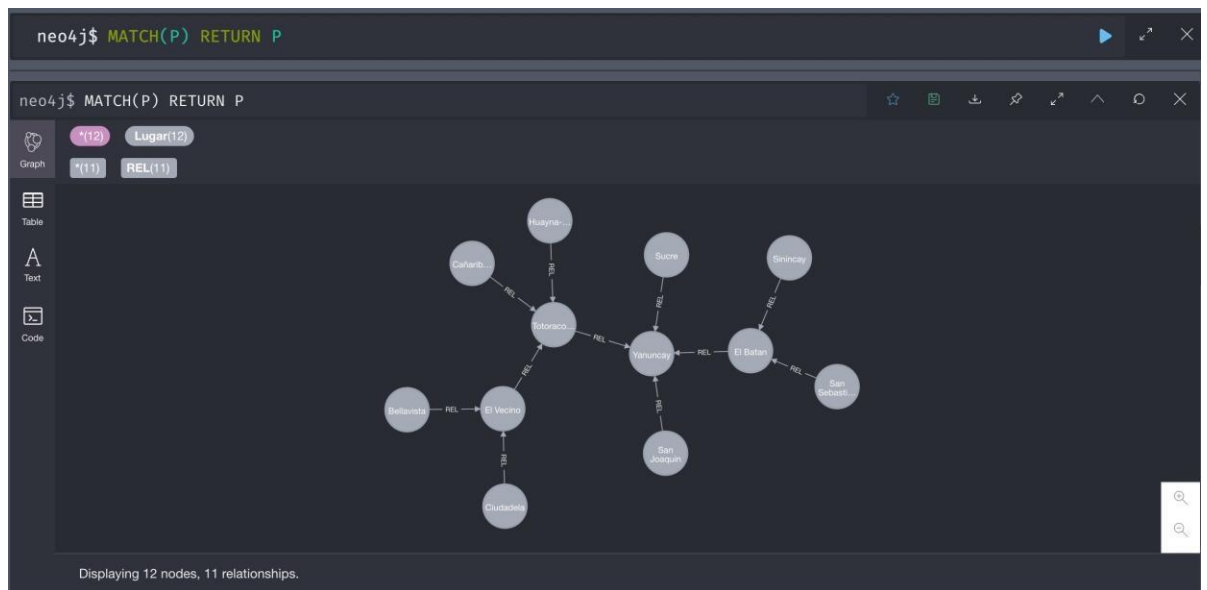 neo4j$ MATCH(P) RETURN P
neo4j$ MATCH(P) RETURN P
Graph
Table
A
Text
Code
*(12) Lugar(12)
*(11) REL(11)
Huayna-...
Cañarib...
Sucre
Sinincay
REL
REL
REL
REL
Totoraco...
REL
Yanuncay
REL
El Batan
REL
San
Sebasti...
REL
Bellavista
REL
El Vecino
REL
San
Joaquin
REL
Ciudadela
Displaying 12 nodes, 11 relationships.